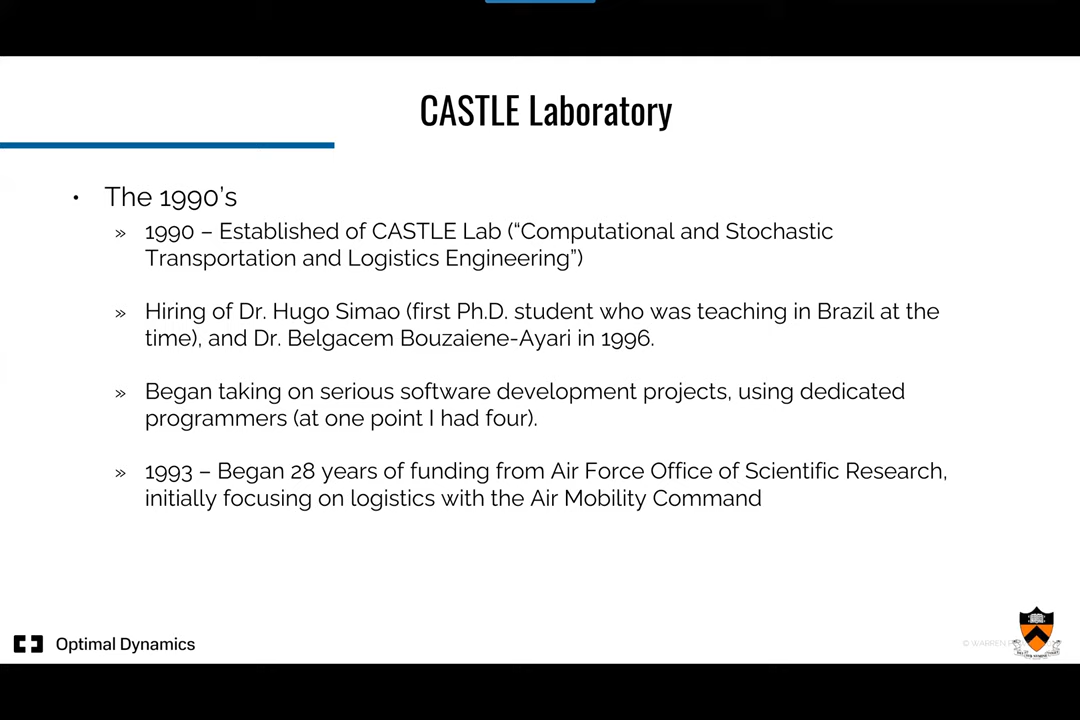 CASTLE Laboratory
• The 1990’s
» 1990 – Established of CASTLE Lab (“Computational and Stochastic
Transportation and Logistics Engineering”)
» Hiring of Dr. Hugo Simao (first Ph.D. student who was teaching in Brazil at the
time), and Dr. Belgacem Bouzaiene-Ayari in 1996.
» Began taking on serious software development projects, using dedicated
programmers (at one point I had four).
» 1993 – Began 28 years of funding from Air Force Office of Scientific Research,
initially focusing on logistics with the Air Mobility Command
Optimal Dynamics
© WARREN